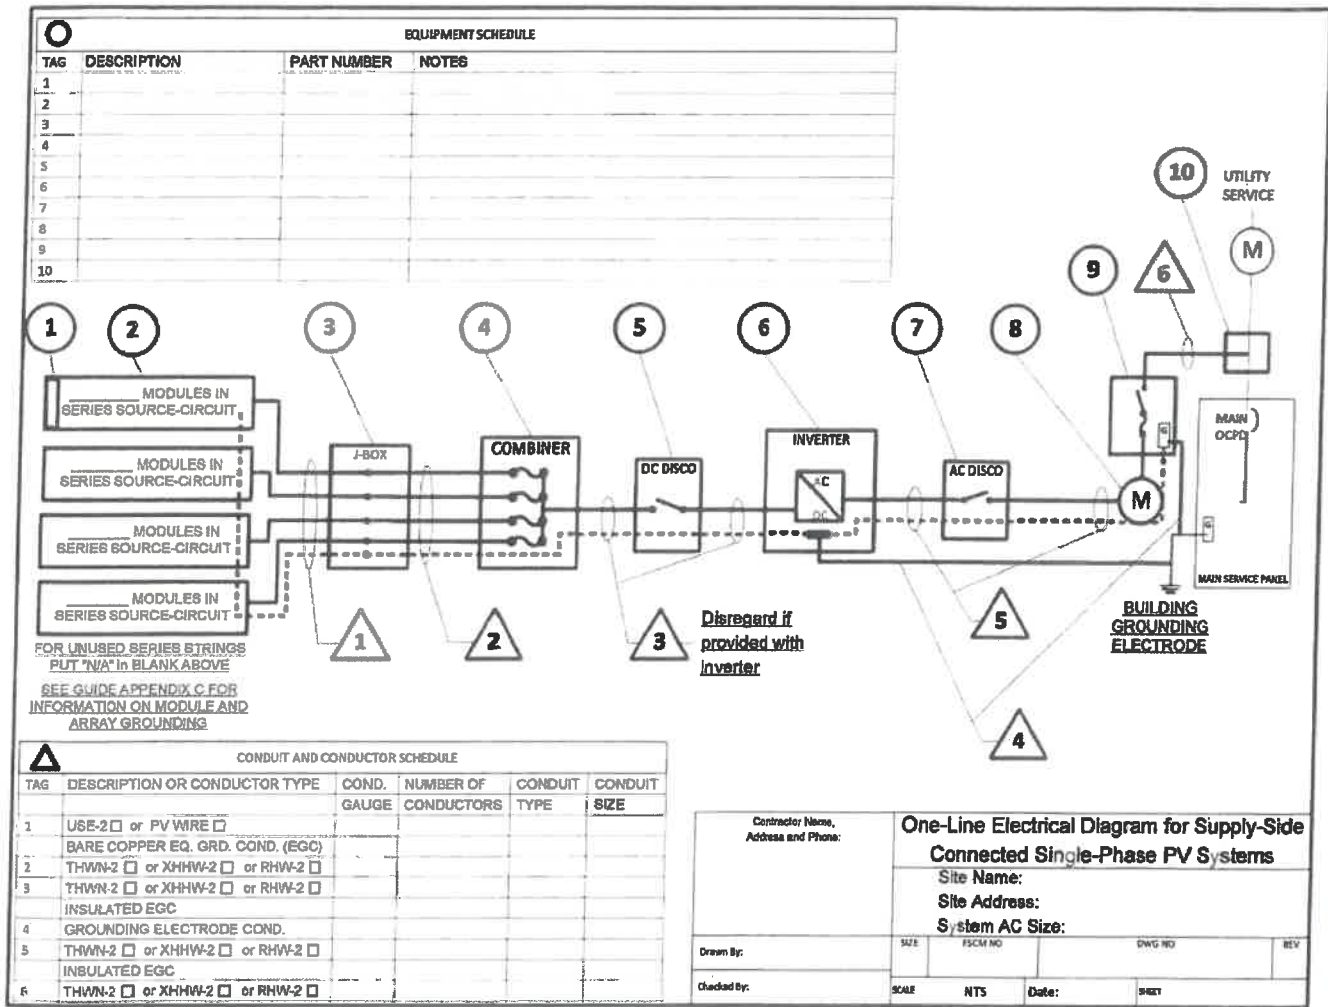 EQUIPMENT SCHEDULE
TAG DESCRIPTION PART NUMBER NOTES
1
2
3
4
5
6
7
8
9
10
10 UTILITY
SERVICE
M
9 6
1 2 3 4 5 6 7 8
MODULES IN
SERIES SOURCE-CIRCUIT
MODULES IN
SERIES SOURCE-CIRCUIT
MODULES IN
SERIES SOURCE-CIRCUIT
MODULES IN
SERIES SOURCE-CIRCUIT
J-BOX
COMBINER
DC DISCO
INVERTER
AC
DC
AC DISCO
M
G
MAIN
OCPD
G
MAIN SERVICE PANEL
BUILDING
GROUNDING
ELECTRODE
1 2 3 5
Disregard if
provided with
inverter
4
FOR UNUSED SERIES STRINGS
PUT "N/A" in BLANK ABOVE
SEE GUIDE APPENDIX C FOR
INFORMATION ON MODULE AND
ARRAY GROUNDING
CONDUIT AND CONDUCTOR SCHEDULE
TAG DESCRIPTION OR CONDUCTOR TYPE COND. NUMBER OF CONDUIT CONDUIT
GAUGE CONDUCTORS TYPE SIZE
1 USE-2 ☐ or PV WIRE ☐
BARE COPPER EQ. GRD. COND. (EGC)
2 THWN-2 ☐ or XHHW-2 ☐ or RHW-2 ☐
3 THWN-2 ☐ or XHHW-2 ☐ or RHW-2 ☐
INSULATED EGC
4 GROUNDING ELECTRODE COND.
5 THWN-2 ☐ or XHHW-2 ☐ or RHW-2 ☐
INSULATED EGC
6 THWN-2 ☐ or XHHW-2 ☐ or RHW-2 ☐
Contractor Name,
Address and Phone:
One-Line Electrical Diagram for Supply-Side
Connected Single-Phase PV Systems
Site Name:
Site Address:
System AC Size:
Drawn By:
SIZE FSCM NO DWG NO REV
Checked By:
SCALE NTS Date: SHEET